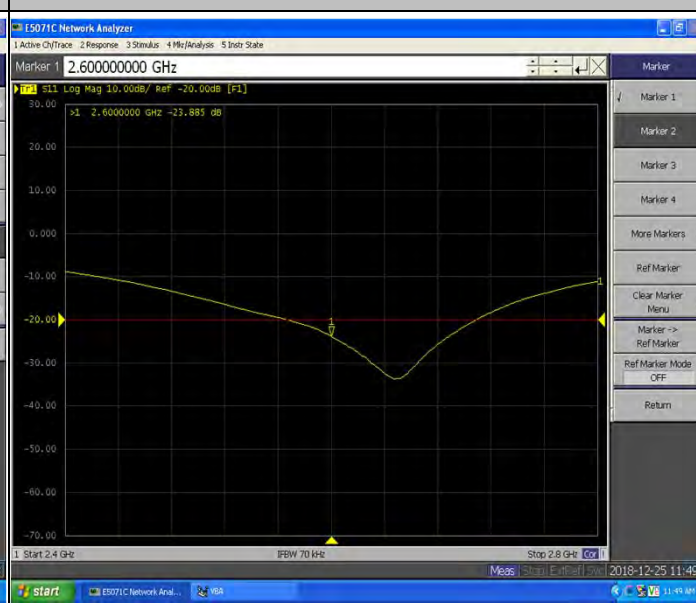 E5071C Network Analyzer
1 Active Ch/Trace 2 Response 3 Stimulus 4 Mkr/Analysis 5 Instr State
Marker 1 2.600000000 GHz
Marker
Tr1 S11 Log Mag 10.00dB/ Ref -20.00dB [F1]
>1 2.6000000 GHz -23.885 dB
30.00
20.00
10.00
0.000
-10.00
-20.00
-30.00
-40.00
-50.00
-60.00
-70.00
1
1
Marker 1
Marker 2
Marker 3
Marker 4
More Markers
Ref Marker
Clear Marker
Menu
Marker ->
Ref Marker
Ref Marker Mode
OFF
Return
1 Start 2.4 GHz IFBW 70 kHz Stop 2.8 GHz Cor !
Meas Stop ExtRef Svc 2018-12-25 11:49
start E5071C Network Anal... VBA 11:49 AM